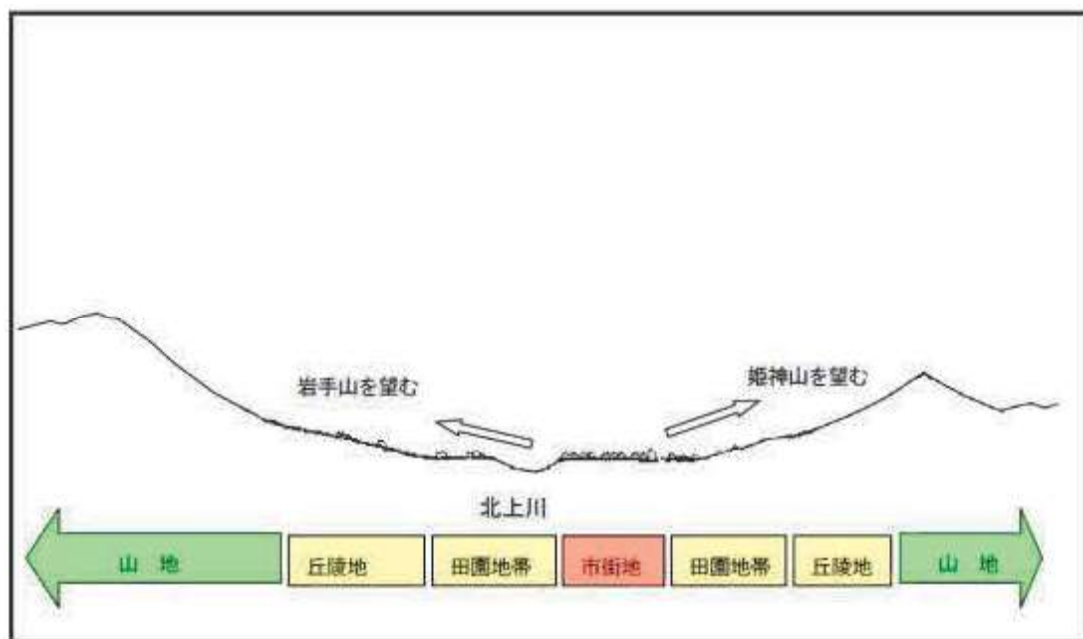 岩手山を望む
姫神山を望む
北上川
山 地
丘陵地
田園地帯
市街地
田園地帯
丘陵地
山 地